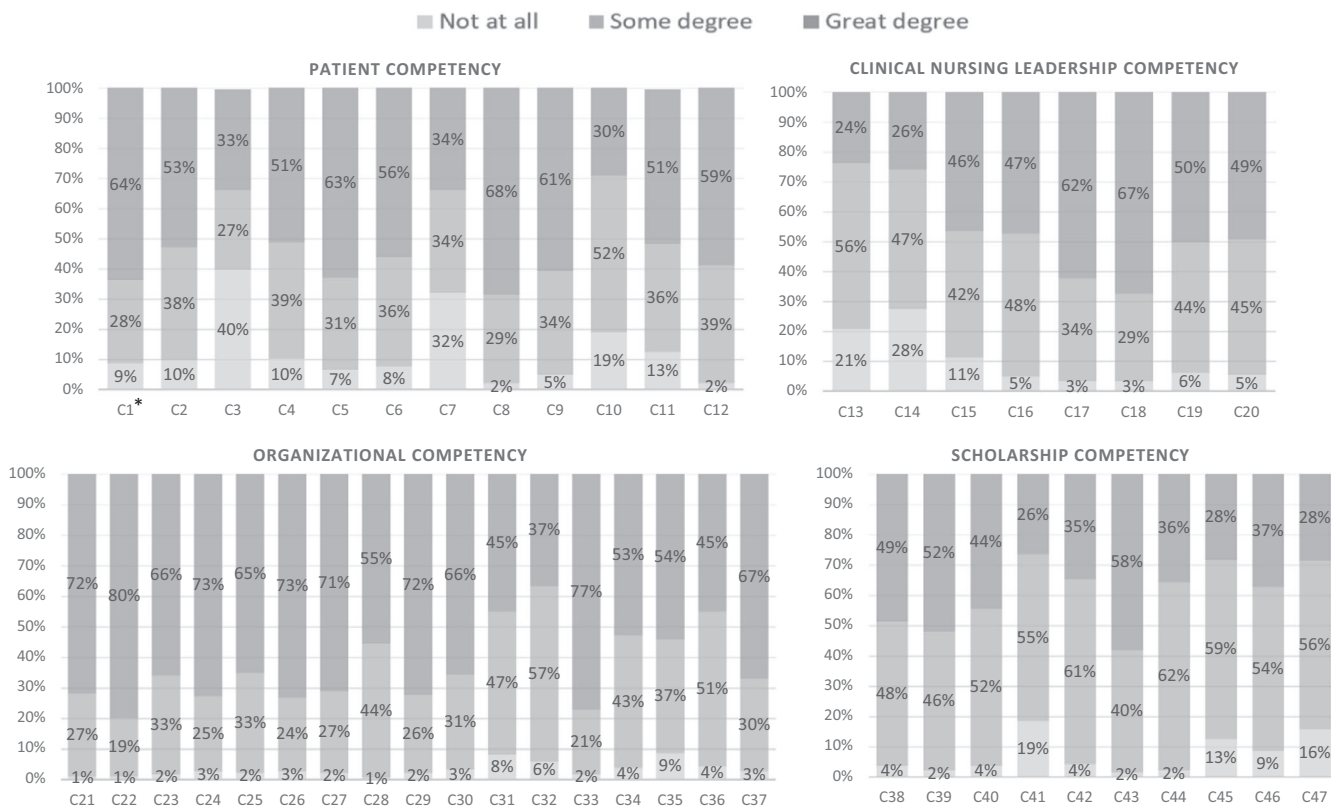 Not at all Some degree Great degree
PATIENT COMPETENCY
100%
90%
80%
70%
60%
50%
40%
30%
20%
10%
0%
64% 53% 33% 51% 63% 56% 34% 68% 61% 30% 51% 59%
28% 38% 27% 39% 31% 36% 34% 29% 34% 52% 36% 39%
9% 10% 40% 10% 7% 8% 32% 2% 5% 19% 13% 2%
C1* C2 C3 C4 C5 C6 C7 C8 C9 C10 C11 C12
CLINICAL NURSING LEADERSHIP COMPETENCY
100%
90%
80%
70%
60%
50%
40%
30%
20%
10%
0%
24% 26% 46% 47% 62% 67% 50% 49%
56% 47% 42% 48% 34% 29% 44% 45%
21% 28% 11% 5% 3% 3% 6% 5%
C13 C14 C15 C16 C17 C18 C19 C20
ORGANIZATIONAL COMPETENCY
100%
90%
80%
70%
60%
50%
40%
30%
20%
10%
0%
72% 80% 66% 73% 65% 73% 71% 55% 72% 66% 45% 37% 77% 53% 54% 45% 67%
27% 19% 33% 25% 33% 24% 27% 44% 26% 31% 47% 57% 21% 43% 37% 51% 30%
1% 1% 2% 3% 2% 3% 2% 1% 2% 3% 8% 6% 2% 4% 9% 4% 3%
C21 C22 C23 C24 C25 C26 C27 C28 C29 C30 C31 C32 C33 C34 C35 C36 C37
SCHOLARSHIP COMPETENCY
100%
90%
80%
70%
60%
50%
40%
30%
20%
10%
0%
49% 52% 44% 26% 35% 58% 36% 28% 37% 28%
48% 46% 52% 55% 61% 40% 62% 59% 54% 56%
4% 2% 4% 19% 4% 2% 2% 13% 9% 16%
C38 C39 C40 C41 C42 C43 C44 C45 C46 C47